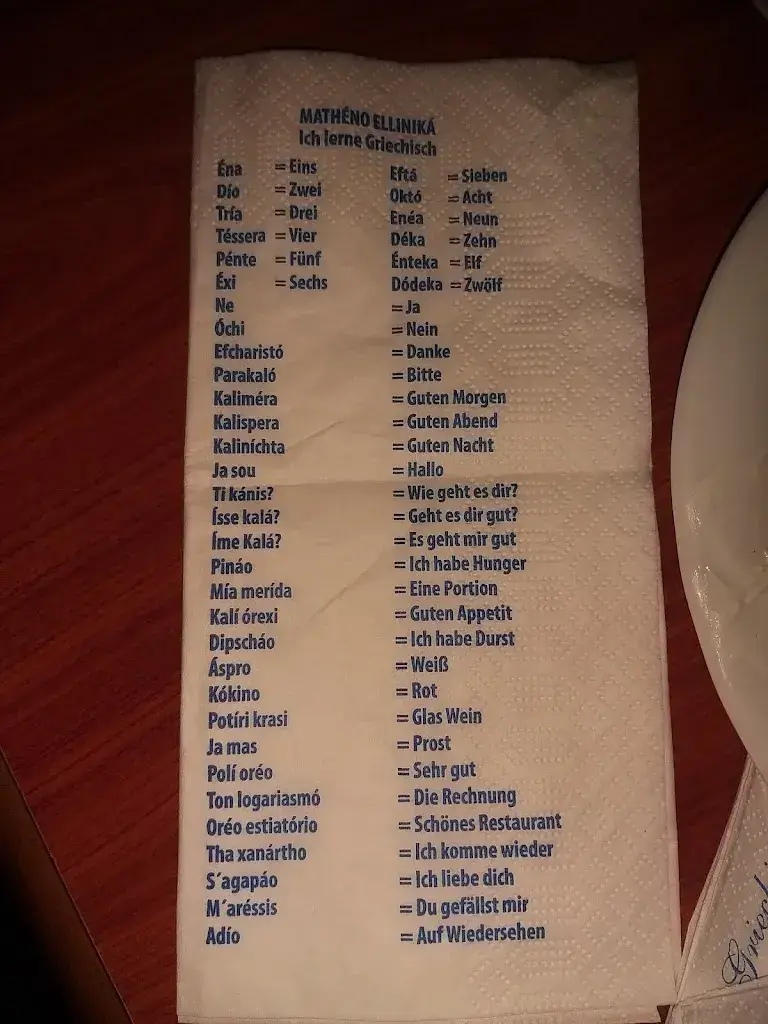 MATHÉNO ELLINIKÁ
Ich lerne Griechisch
Éna = Eins Eftá = Sieben
Dío = Zwei Októ = Acht
Tría = Drei Enéa = Neun
Téssera = Vier Déka = Zehn
Pénte = Fünf Énteka = Elf
Éxi = Sechs Dódeka = Zwölf
Ne = Ja
Óchi = Nein
Efcharistó = Danke
Parakaló = Bitte
Kaliméra = Guten Morgen
Kalispera = Guten Abend
Kaliníchta = Guten Nacht
Ja sou = Hallo
Ti kánis? = Wie geht es dir?
Ísse kalá? = Geht es dir gut?
Íme Kalá? = Es geht mir gut
Pináo = Ich habe Hunger
Mía merída = Eine Portion
Kalí órexi = Guten Appetit
Dipscháo = Ich habe Durst
Áspro = Weiß
Kókino = Rot
Potíri krasi = Glas Wein
Ja mas = Prost
Polí oréo = Sehr gut
Ton logariasmó = Die Rechnung
Oréo estiatório = Schönes Restaurant
Tha xanártho = Ich komme wieder
S´agapáo = Ich liebe dich
M´aréssis = Du gefällst mir
Adío = Auf Wiedersehen